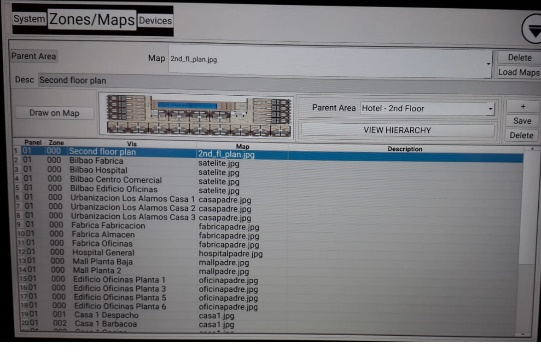 System Zones/Maps Devices
Parent Area Map 2nd_fl_plan.jpg Delete
Load Maps
Desc Second floor plan
Draw on Map Parent Area Hotel - 2nd Floor +
VIEW HIERARCHY Save
Delete
Panel Zone Vis Map Description
1 01 000 Second floor plan 2nd_fl_plan.jpg
2 01 000 Bilbao Fabrica satelite.jpg
3 01 000 Bilbao Hospital satelite.jpg
4 01 000 Bilbao Centro Comercial satelite.jpg
5 01 000 Bilbao Edificio Oficinas satelite.jpg
6 01 000 Urbanizacion Los Alamos Casa 1 casapadre.jpg
7 01 000 Urbanizacion Los Alamos Casa 2 casapadre.jpg
8 01 000 Urbanizacion Los Alamos Casa 3 casapadre.jpg
9 01 000 Fabrica Fabricacion fabricapadre.jpg
10 01 000 Fabrica Almacen fabricapadre.jpg
11 01 000 Fabrica Oficinas fabricapadre.jpg
12 01 000 Hospital General hospitalpadre.jpg
13 01 000 Mall Planta Baja mallpadre.jpg
14 01 000 Mall Planta 2 mallpadre.jpg
15 01 000 Edificio Oficinas Planta 1 oficinapadre.jpg
16 01 000 Edificio Oficinas Planta 3 oficinapadre.jpg
17 01 000 Edificio Oficinas Planta 5 oficinapadre.jpg
18 01 000 Edificio Oficinas Planta 6 oficinapadre.jpg
19 01 001 Casa 1 Despacho casa1.jpg
20 01 002 Casa 1 Barbacoa casa1.jpg